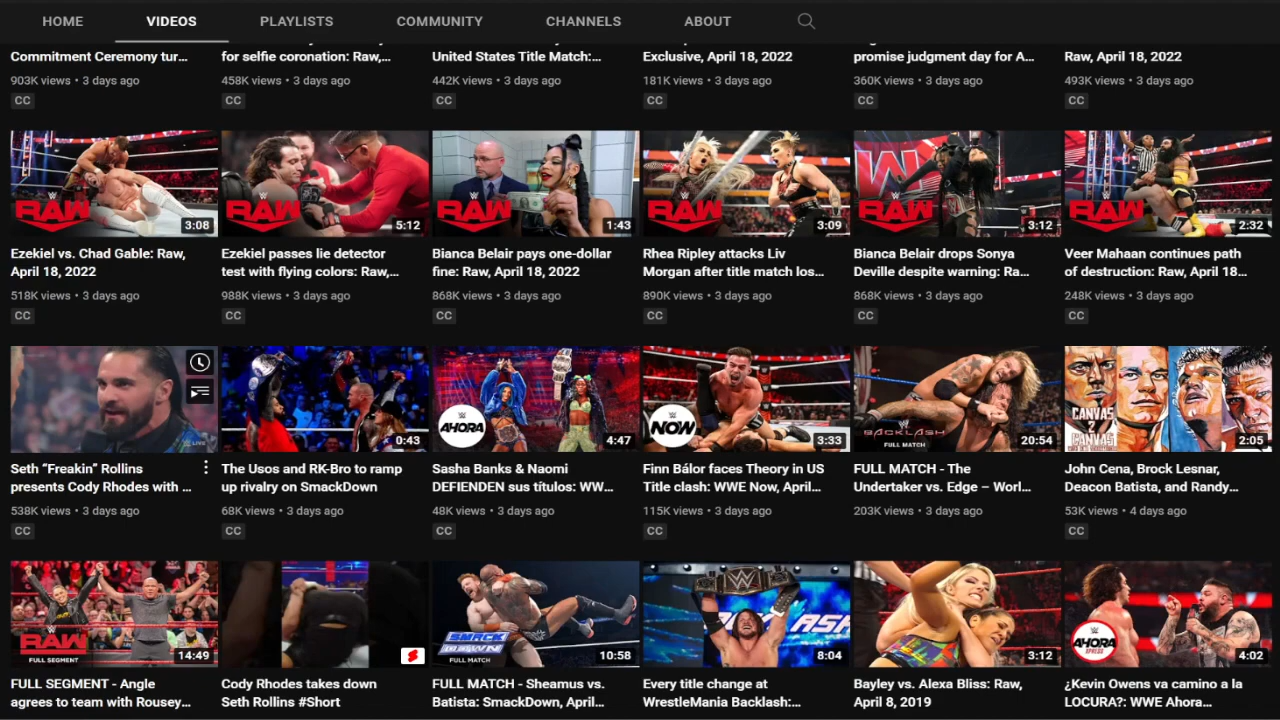 HOME VIDEOS PLAYLISTS COMMUNITY CHANNELS ABOUT
Commitment Ceremony tur...
903K views • 3 days ago
CC
for selfie coronation: Raw,...
458K views • 3 days ago
CC
United States Title Match:...
442K views • 3 days ago
CC
Exclusive, April 18, 2022
181K views • 3 days ago
CC
promise judgment day for A...
360K views • 3 days ago
CC
Raw, April 18, 2022
493K views • 3 days ago
CC
RAW
3:08
Ezekiel vs. Chad Gable: Raw,
April 18, 2022
518K views • 3 days ago
CC
RAW
5:12
Ezekiel passes lie detector
test with flying colors: Raw,...
988K views • 3 days ago
CC
RAW
1:43
Bianca Belair pays one-dollar
fine: Raw, April 18, 2022
868K views • 3 days ago
CC
RAW
3:09
Rhea Ripley attacks Liv
Morgan after title match los...
890K views • 3 days ago
CC
RAW
3:12
Bianca Belair drops Sonya
Deville despite warning: Ra...
868K views • 3 days ago
CC
RAW
2:32
Veer Mahaan continues path
of destruction: Raw, April 18...
248K views • 3 days ago
CC
LIVE
Seth “Freakin” Rollins
presents Cody Rhodes with ...
538K views • 3 days ago
CC
0:43
The Usos and RK-Bro to ramp
up rivalry on SmackDown
68K views • 3 days ago
CC
AHORA
4:47
Sasha Banks & Naomi
DEFIENDEN sus títulos: WW...
48K views • 3 days ago
CC
NOW
3:33
Finn Bálor faces Theory in US
Title clash: WWE Now, April...
115K views • 3 days ago
CC
BACKLASH
FULL MATCH
20:54
FULL MATCH - The
Undertaker vs. Edge – Worl...
203K views • 3 days ago
CANVAS
2
CANVAS
2:05
John Cena, Brock Lesnar,
Deacon Batista, and Randy...
53K views • 4 days ago
CC
RAW
FULL SEGMENT
14:49
FULL SEGMENT - Angle
agrees to team with Rousey...
Cody Rhodes takes down
Seth Rollins #Short
SMACK
DOWN
FULL MATCH
10:58
FULL MATCH - Sheamus vs.
Batista: SmackDown, April...
8:04
Every title change at
WrestleMania Backlash:...
3:12
Bayley vs. Alexa Bliss: Raw,
April 8, 2019
AHORA
4:02
¿Kevin Owens va camino a la
LOCURA?: WWE Ahora...